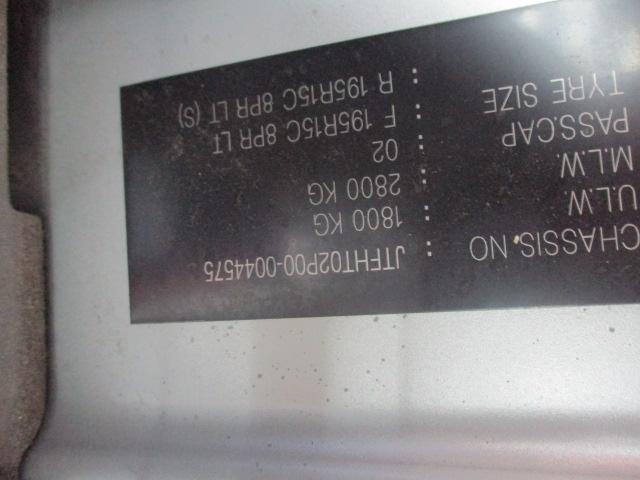 CHASSIS NO : JTFHT02P00-0044575
U.L.W. : 1800 KG
M.L.W. : 2800 KG
PASS.CAP : 02
TYRE SIZE : F 195R15C 8PR LT
R 195R15C 8PR LT (S)